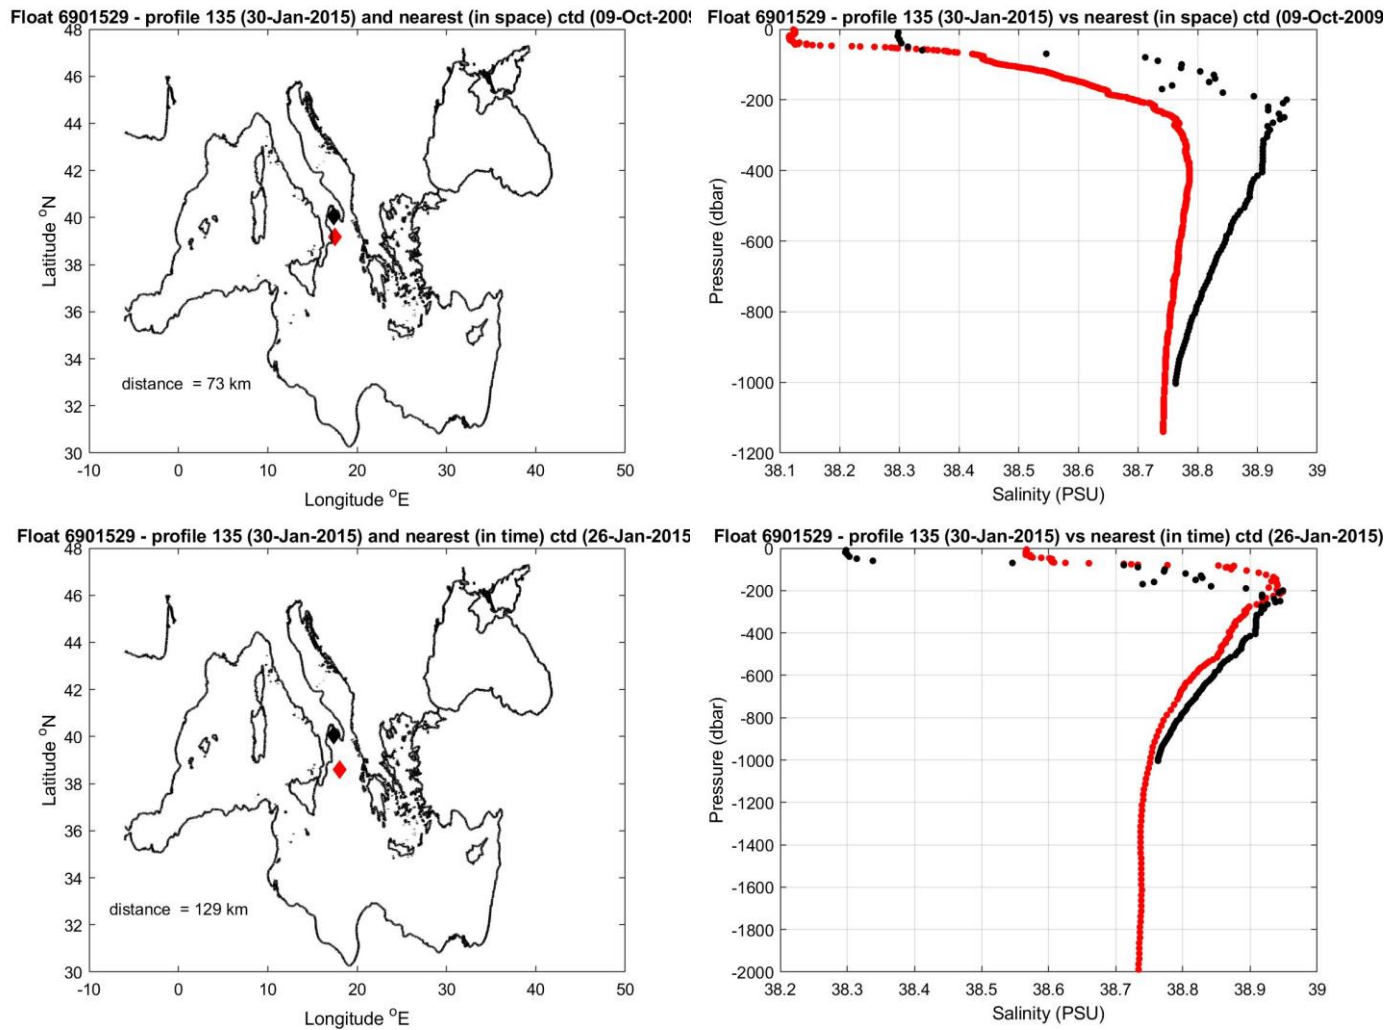 Float 6901529 - profile 135 (30-Jan-2015) and nearest (in space) ctd (09-Oct-2009
48
46
44
42
40
38
36
34
32
30
Latitude °N
distance = 73 km
-10 0 10 20 30 40 50
Longitude °E
Float 6901529 - profile 135 (30-Jan-2015) vs nearest (in space) ctd (09-Oct-2009
0
-200
-400
-600
-800
-1000
-1200
Pressure (dbar)
38.1 38.2 38.3 38.4 38.5 38.6 38.7 38.8 38.9 39
Salinity (PSU)
Float 6901529 - profile 135 (30-Jan-2015) and nearest (in time) ctd (26-Jan-2015
48
46
44
42
40
38
36
34
32
30
Latitude °N
distance = 129 km
-10 0 10 20 30 40 50
Longitude °E
Float 6901529 - profile 135 (30-Jan-2015) vs nearest (in time) ctd (26-Jan-2015)
0
-200
-400
-600
-800
-1000
-1200
-1400
-1600
-1800
-2000
Pressure (dbar)
38.2 38.3 38.4 38.5 38.6 38.7 38.8 38.9 39
Salinity (PSU)